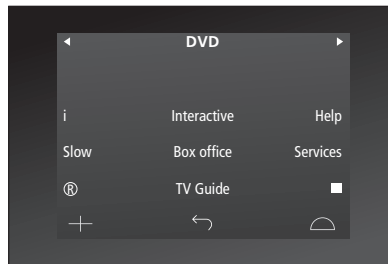 DVD
i Interactive Help
Slow Box office Services
® TV Guide